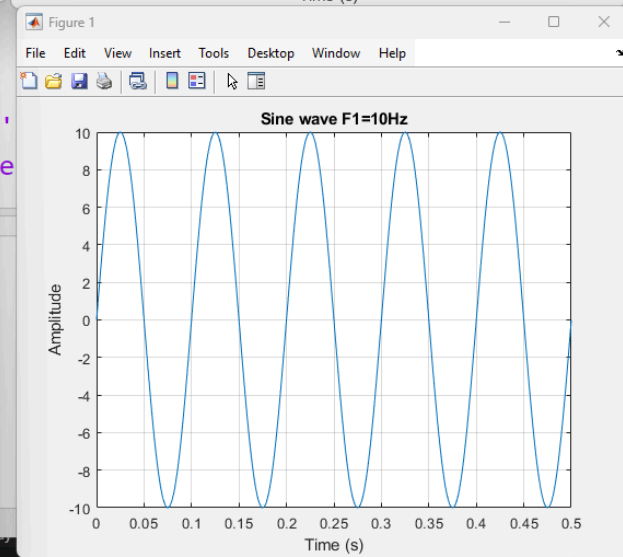 Figure 1
File Edit View Insert Tools Desktop Window Help
'
e
Sine wave F1=10Hz
10
8
6
4
2
0
-2
-4
-6
-8
-10
Amplitude
0 0.05 0.1 0.15 0.2 0.25 0.3 0.35 0.4 0.45 0.5
Time (s)